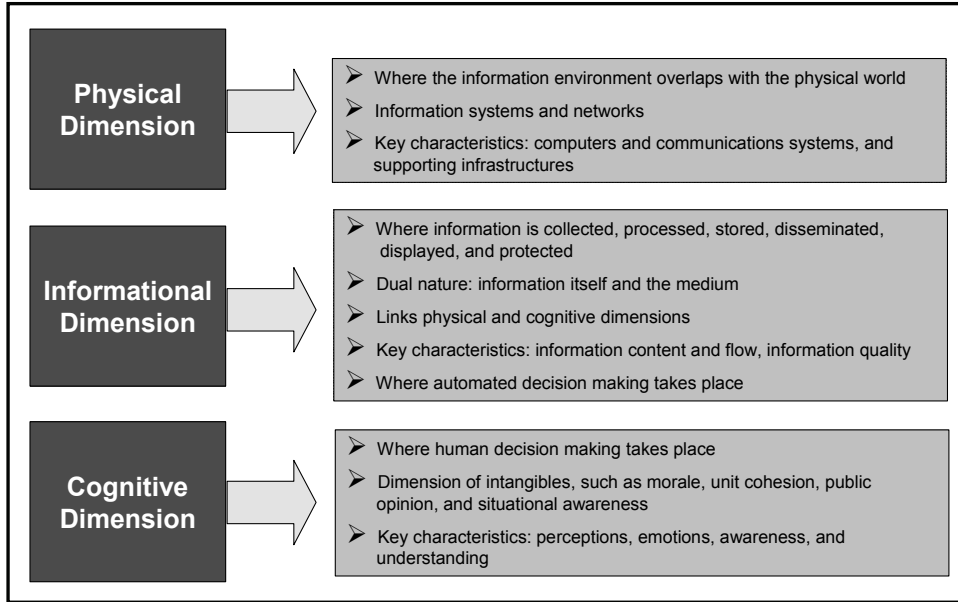 Physical
Dimension
➢ Where the information environment overlaps with the physical world
➢ Information systems and networks
➢ Key characteristics: computers and communications systems, and
supporting infrastructures
Informational
Dimension
➢ Where information is collected, processed, stored, disseminated,
displayed, and protected
➢ Dual nature: information itself and the medium
➢ Links physical and cognitive dimensions
➢ Key characteristics: information content and flow, information quality
➢ Where automated decision making takes place
Cognitive
Dimension
➢ Where human decision making takes place
➢ Dimension of intangibles, such as morale, unit cohesion, public
opinion, and situational awareness
➢ Key characteristics: perceptions, emotions, awareness, and
understanding